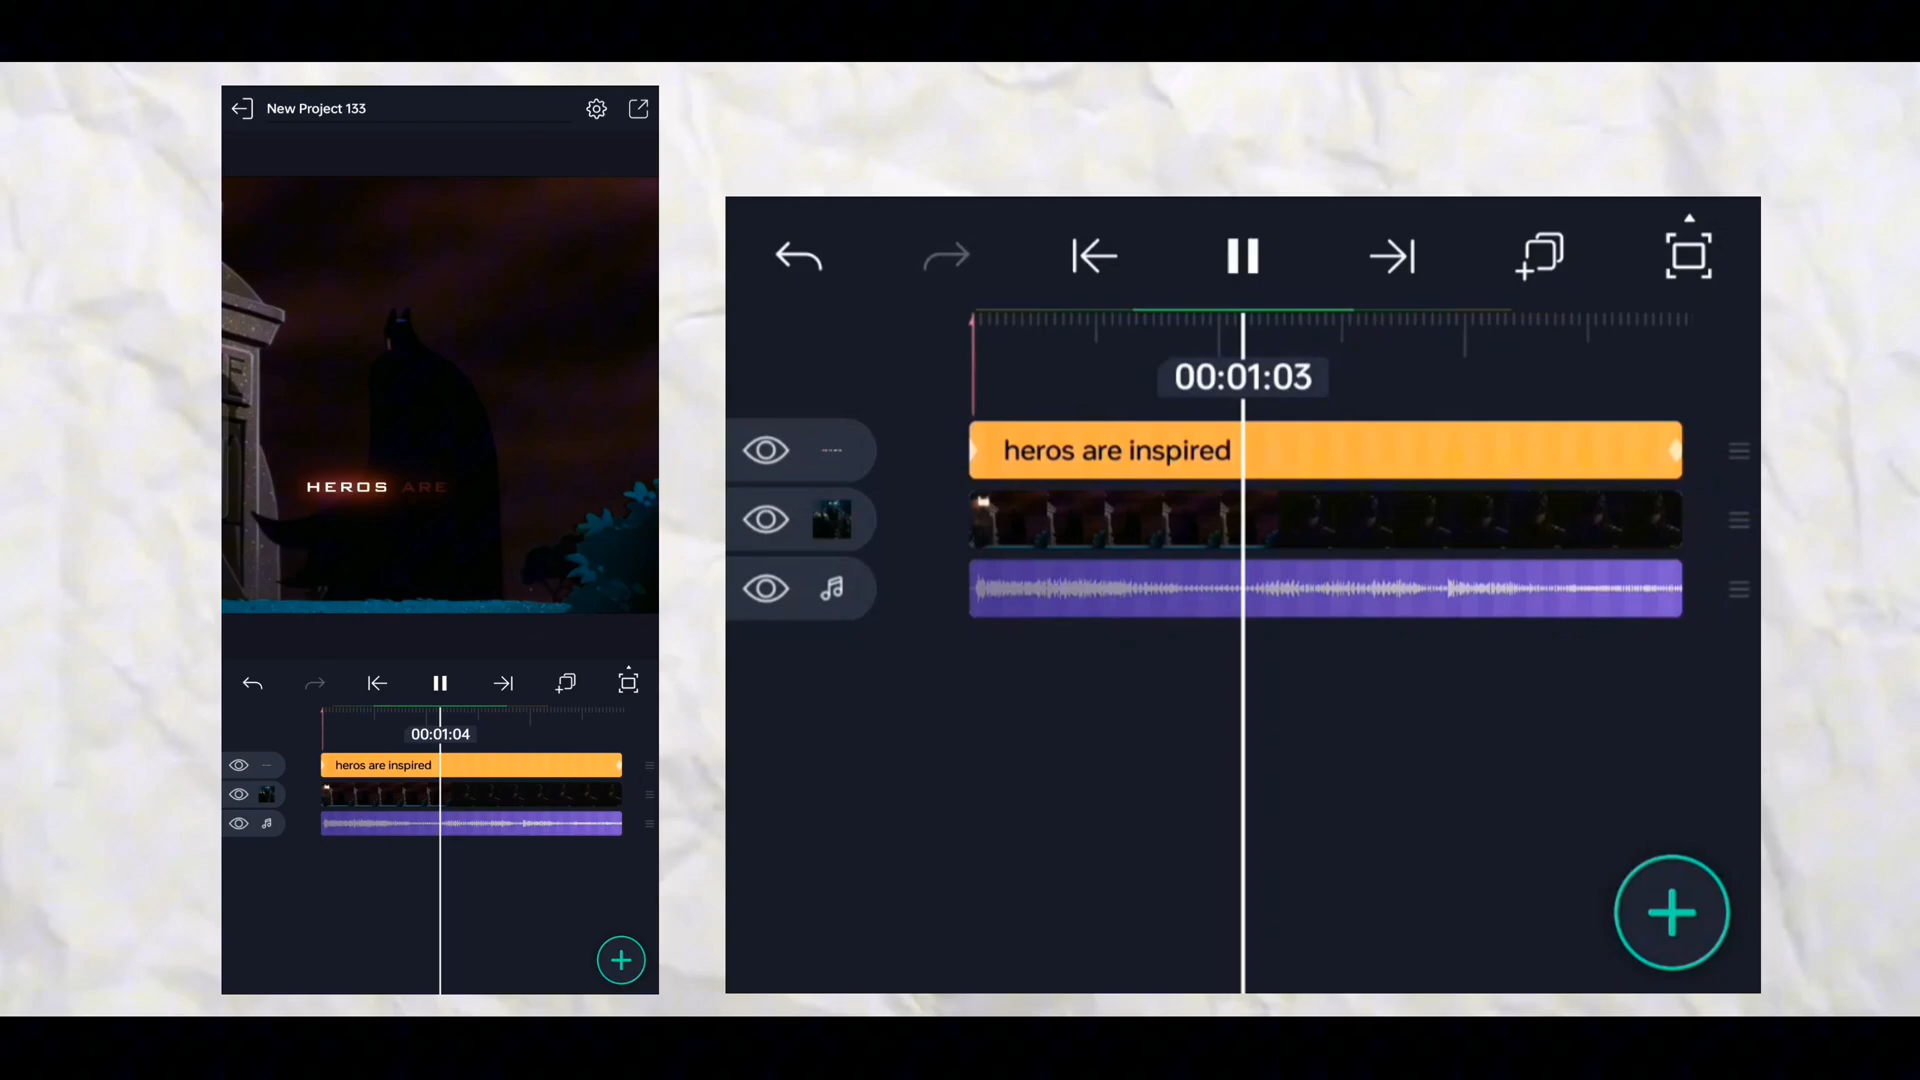 New Project 133
HEROS ARE
00:01:04
heros are inspired
00:01:03
heros are inspired